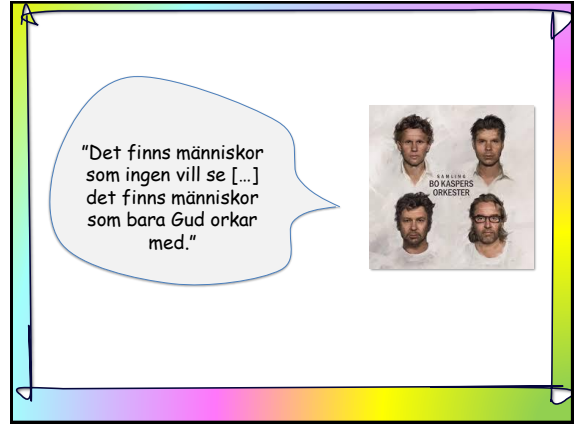 ”Det finns människor
som ingen vill se […]
det finns människor
som bara Gud orkar
med.”
SAMLING
BO KASPERS
ORKESTER